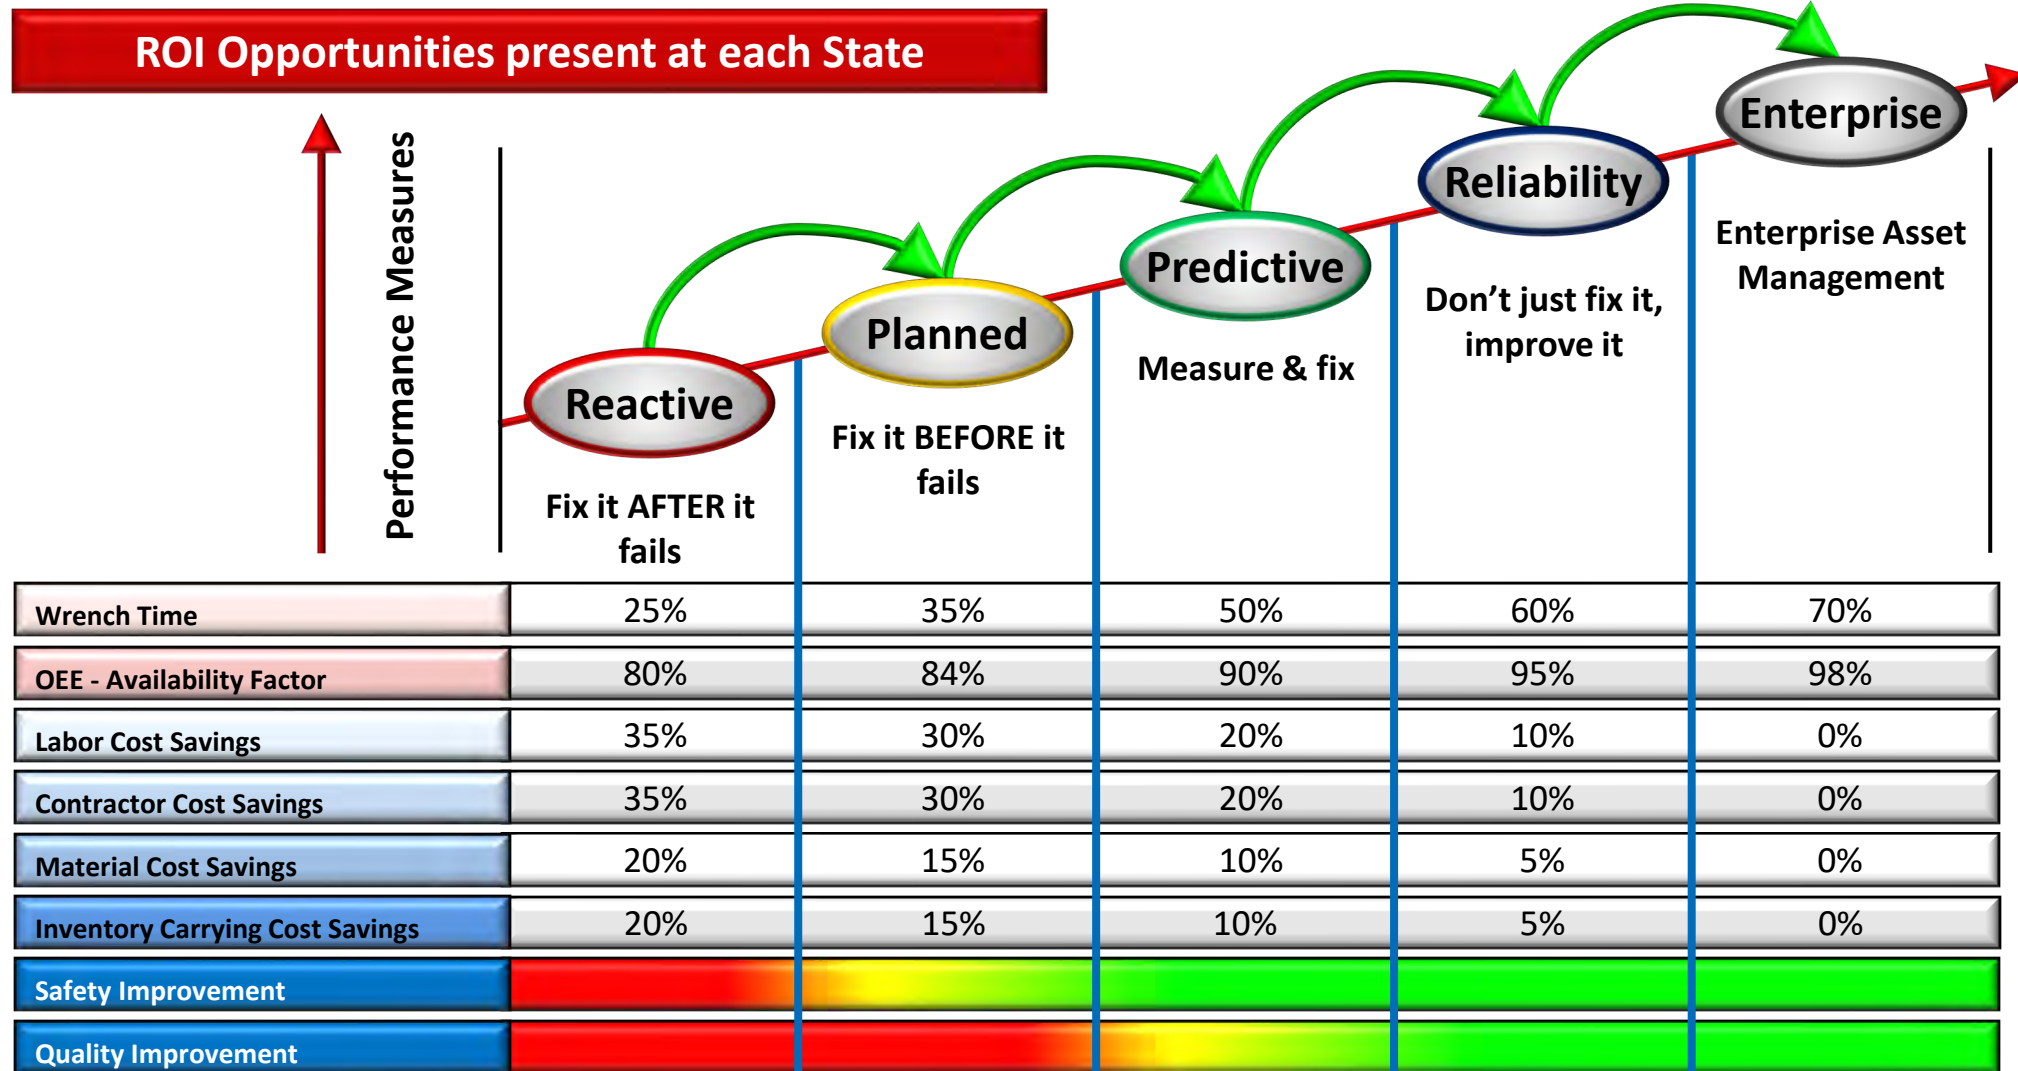 ROI Opportunities present at each State
Performance Measures
Reactive
Planned
Predictive
Reliability
Enterprise
Fix it AFTER it
fails
Fix it BEFORE it
fails
Measure & fix
Don’t just fix it,
improve it
Enterprise Asset
Management
Wrench Time 25% 35% 50% 60% 70%
OEE - Availability Factor 80% 84% 90% 95% 98%
Labor Cost Savings 35% 30% 20% 10% 0%
Contractor Cost Savings 35% 30% 20% 10% 0%
Material Cost Savings 20% 15% 10% 5% 0%
Inventory Carrying Cost Savings 20% 15% 10% 5% 0%
Safety Improvement
Quality Improvement